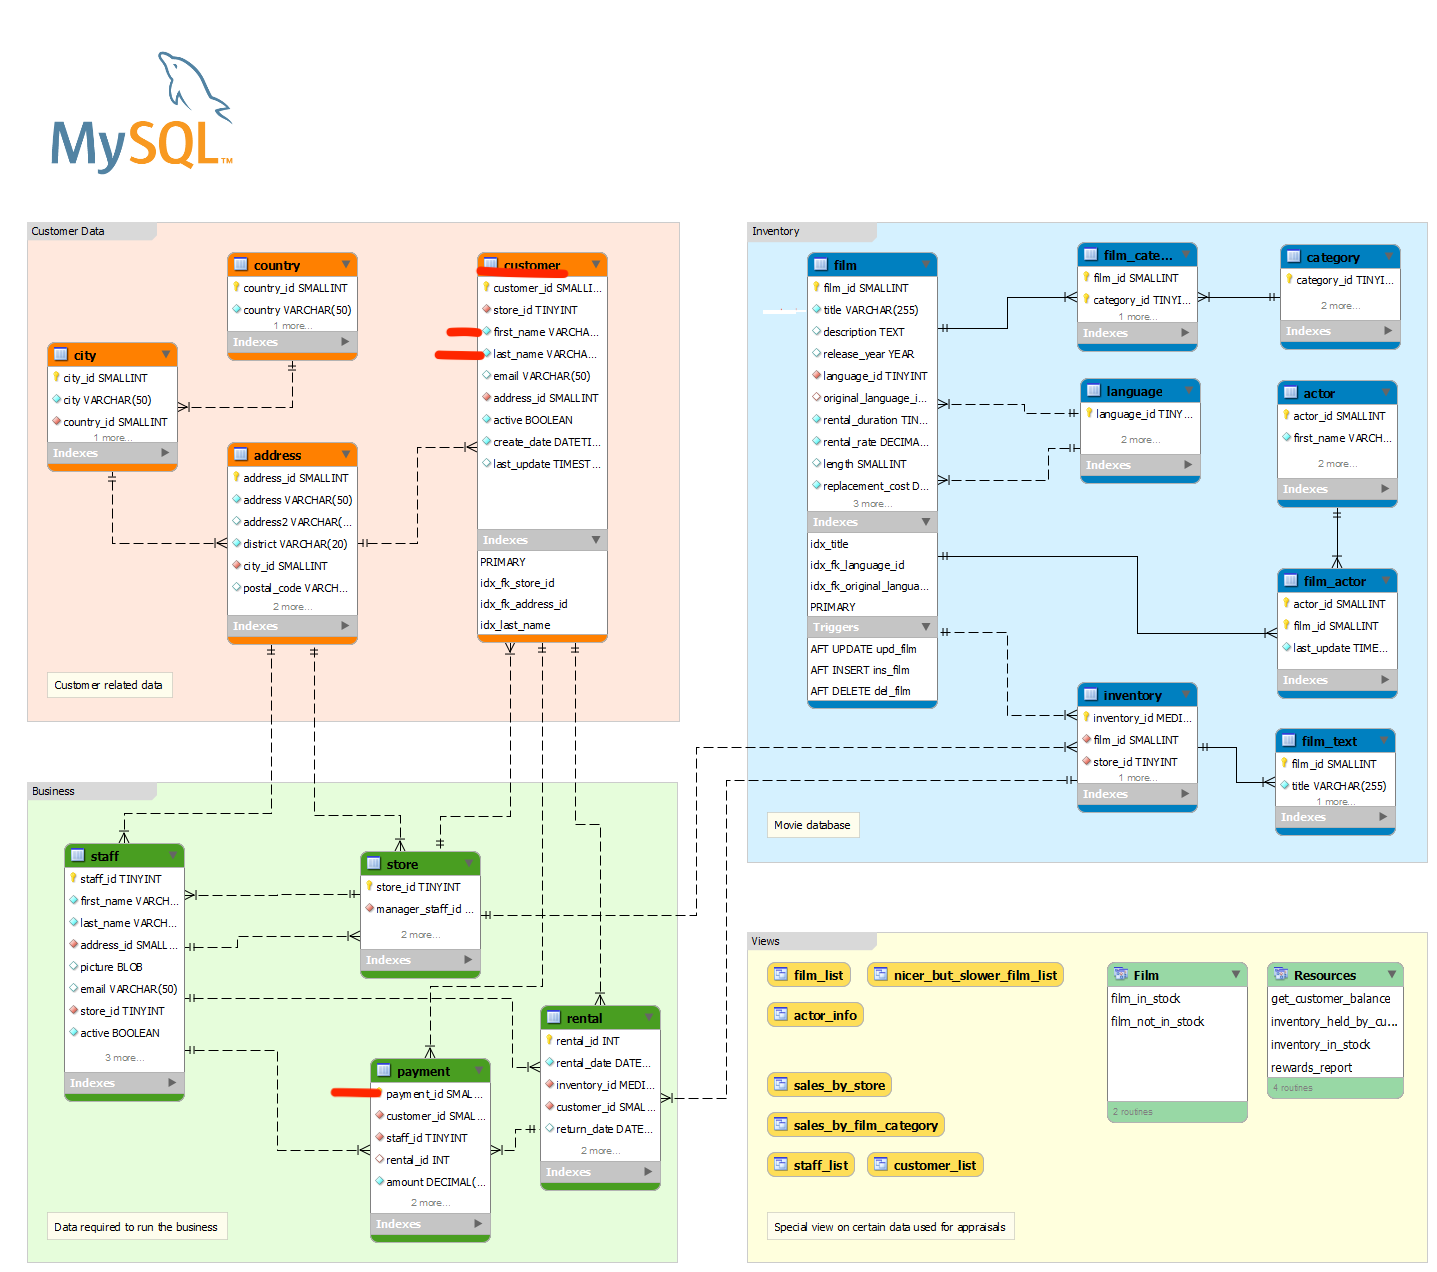 MySQL™
Customer Data
country
country_id SMALLINT
country VARCHAR(50)
1 more...
Indexes
city
city_id SMALLINT
city VARCHAR(50)
country_id SMALLINT
1 more...
Indexes
address
address_id SMALLINT
address VARCHAR(50)
address2 VARCHAR(...
district VARCHAR(20)
city_id SMALLINT
postal_code VARCH...
2 more...
Indexes
customer
customer_id SMALLI...
store_id TINYINT
first_name VARCHA...
last_name VARCHA...
email VARCHAR(50)
address_id SMALLINT
active BOOLEAN
create_date DATETI...
last_update TIMEST...
Indexes
PRIMARY
idx_fk_store_id
idx_fk_address_id
idx_last_name
Customer related data
Inventory
film
film_id SMALLINT
title VARCHAR(255)
description TEXT
release_year YEAR
language_id TINYINT
original_language_i...
rental_duration TIN...
rental_rate DECIMA...
length SMALLINT
replacement_cost D...
3 more...
Indexes
idx_title
idx_fk_language_id
idx_fk_original_langua...
PRIMARY
Triggers
AFT UPDATE upd_film
AFT INSERT ins_film
AFT DELETE del_film
film_cate...
film_id SMALLINT
category_id TINYI...
1 more...
Indexes
category
category_id TINYI...
2 more...
Indexes
language
language_id TINY...
2 more...
Indexes
actor
actor_id SMALLINT
first_name VARCH...
2 more...
Indexes
film_actor
actor_id SMALLINT
film_id SMALLINT
last_update TIME...
Indexes
inventory
inventory_id MEDI...
film_id SMALLINT
store_id TINYINT
1 more...
Indexes
film_text
film_id SMALLINT
title VARCHAR(255)
1 more...
Indexes
Movie database
Business
staff
staff_id TINYINT
first_name VARCH...
last_name VARCH...
address_id SMALL...
picture BLOB
email VARCHAR(50)
store_id TINYINT
active BOOLEAN
3 more...
Indexes
store
store_id TINYINT
manager_staff_id ...
2 more...
Indexes
payment
payment_id SMAL...
customer_id SMAL...
staff_id TINYINT
rental_id INT
amount DECIMAL(...
2 more...
Indexes
rental
rental_id INT
rental_date DATE...
inventory_id MEDI...
customer_id SMAL...
return_date DATE...
2 more...
Indexes
Data required to run the business
Views
film_list
nicer_but_slower_film_list
actor_info
sales_by_store
sales_by_film_category
staff_list
customer_list
Film
film_in_stock
film_not_in_stock
2 routines
Resources
get_customer_balance
inventory_held_by_cu...
inventory_in_stock
rewards_report
4 routines
Special view on certain data used for appraisals